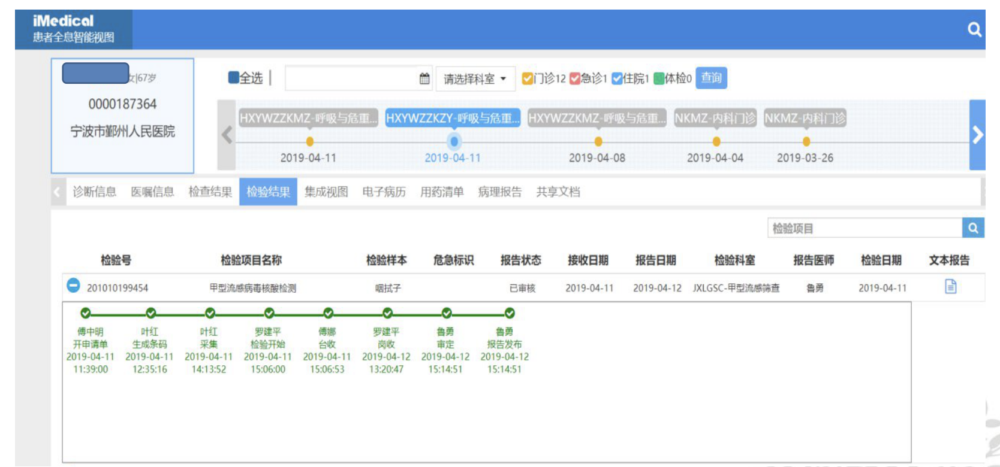 iMedical
患者全息智能视图
女|67岁
0000187364
宁波市鄞州人民医院
全选 |
请选择科室
门诊12 急诊1 住院1 体检0 查询
HXYWZZKMZ-呼吸与危重... HXYWZZKZY-呼吸与危重... HXYWZZKMZ-呼吸与危重... NKMZ-内科门诊 NKMZ-内科门诊
2019-04-11 2019-04-11 2019-04-08 2019-04-04 2019-03-26
诊断信息 医嘱信息 检查结果 检验结果 集成视图 电子病历 用药清单 病理报告 共享文档
检验项目
检验号 检验项目名称 检验样本 危急标识 报告状态 接收日期 报告日期 检验科室 报告医师 检验日期 文本报告
201010199454 甲型流感病毒核酸检测 咽拭子 已审核 2019-04-11 2019-04-12 JXLGSC-甲型流感筛查 鲁勇 2019-04-11
傅中明 叶红 叶红 罗建平 傅娜 罗建平 鲁勇 鲁勇
开申请单 生成条码 采集 检验开始 台收 岗收 审定 报告发布
2019-04-11 2019-04-11 2019-04-11 2019-04-11 2019-04-11 2019-04-12 2019-04-12 2019-04-12
11:39:00 12:35:16 14:13:52 15:06:00 15:06:53 13:20:47 15:14:51 15:14:51